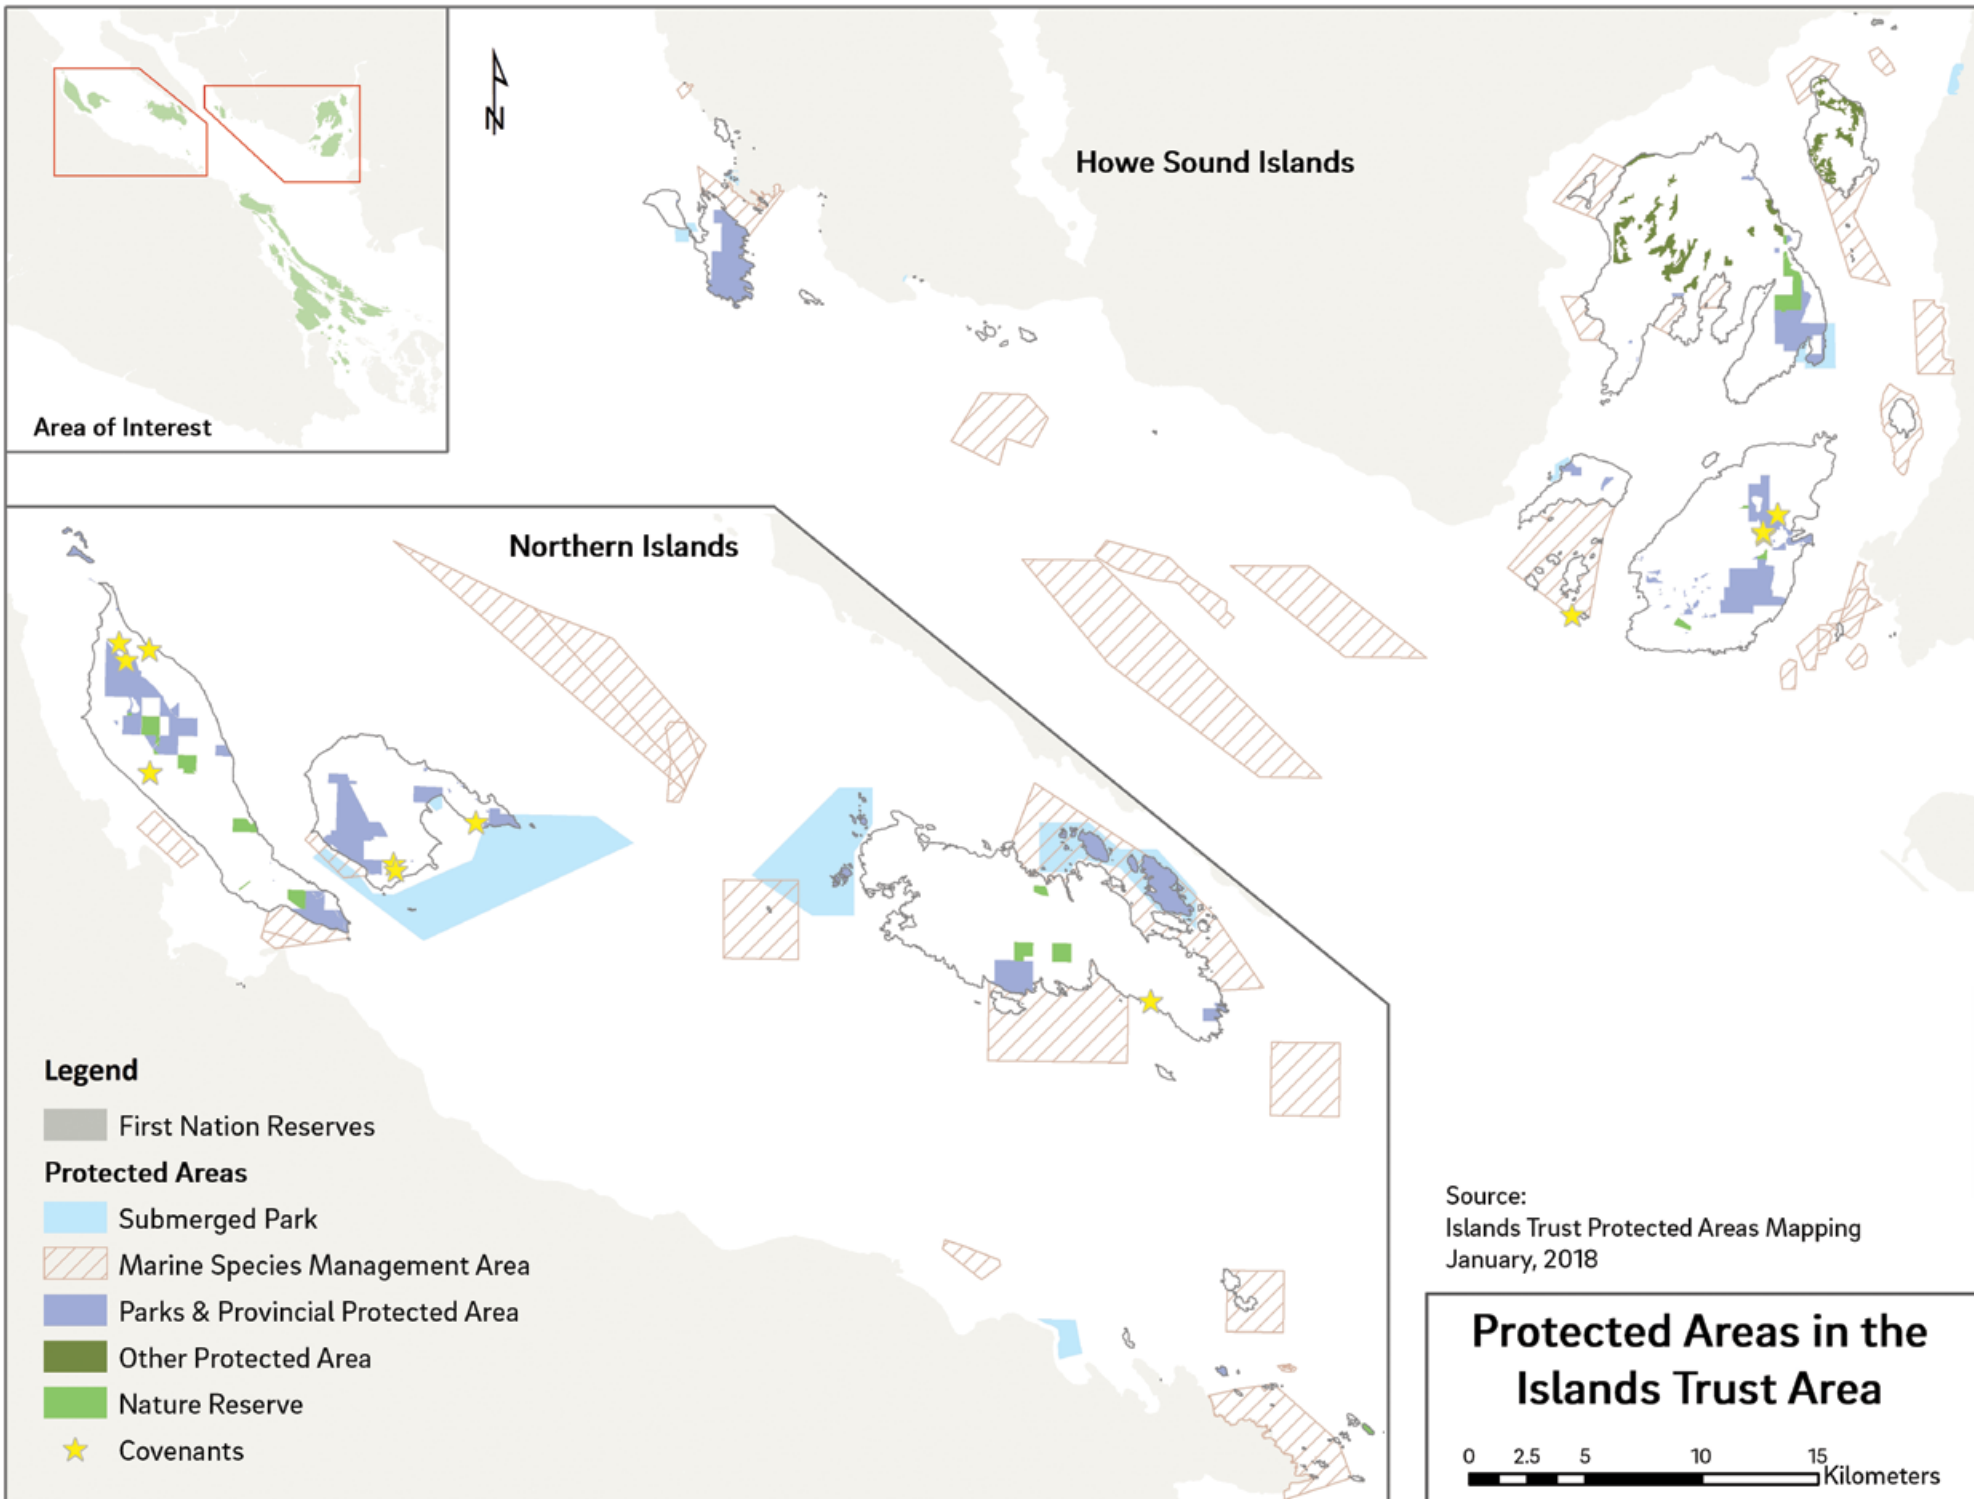 Area of Interest
N
Howe Sound Islands
Northern Islands
Legend
First Nation Reserves
Protected Areas
Submerged Park
Marine Species Management Area
Parks & Provincial Protected Area
Other Protected Area
Nature Reserve
Covenants
Source:
Islands Trust Protected Areas Mapping
January, 2018
Protected Areas in the
Islands Trust Area
0 2.5 5 10 15
Kilometers